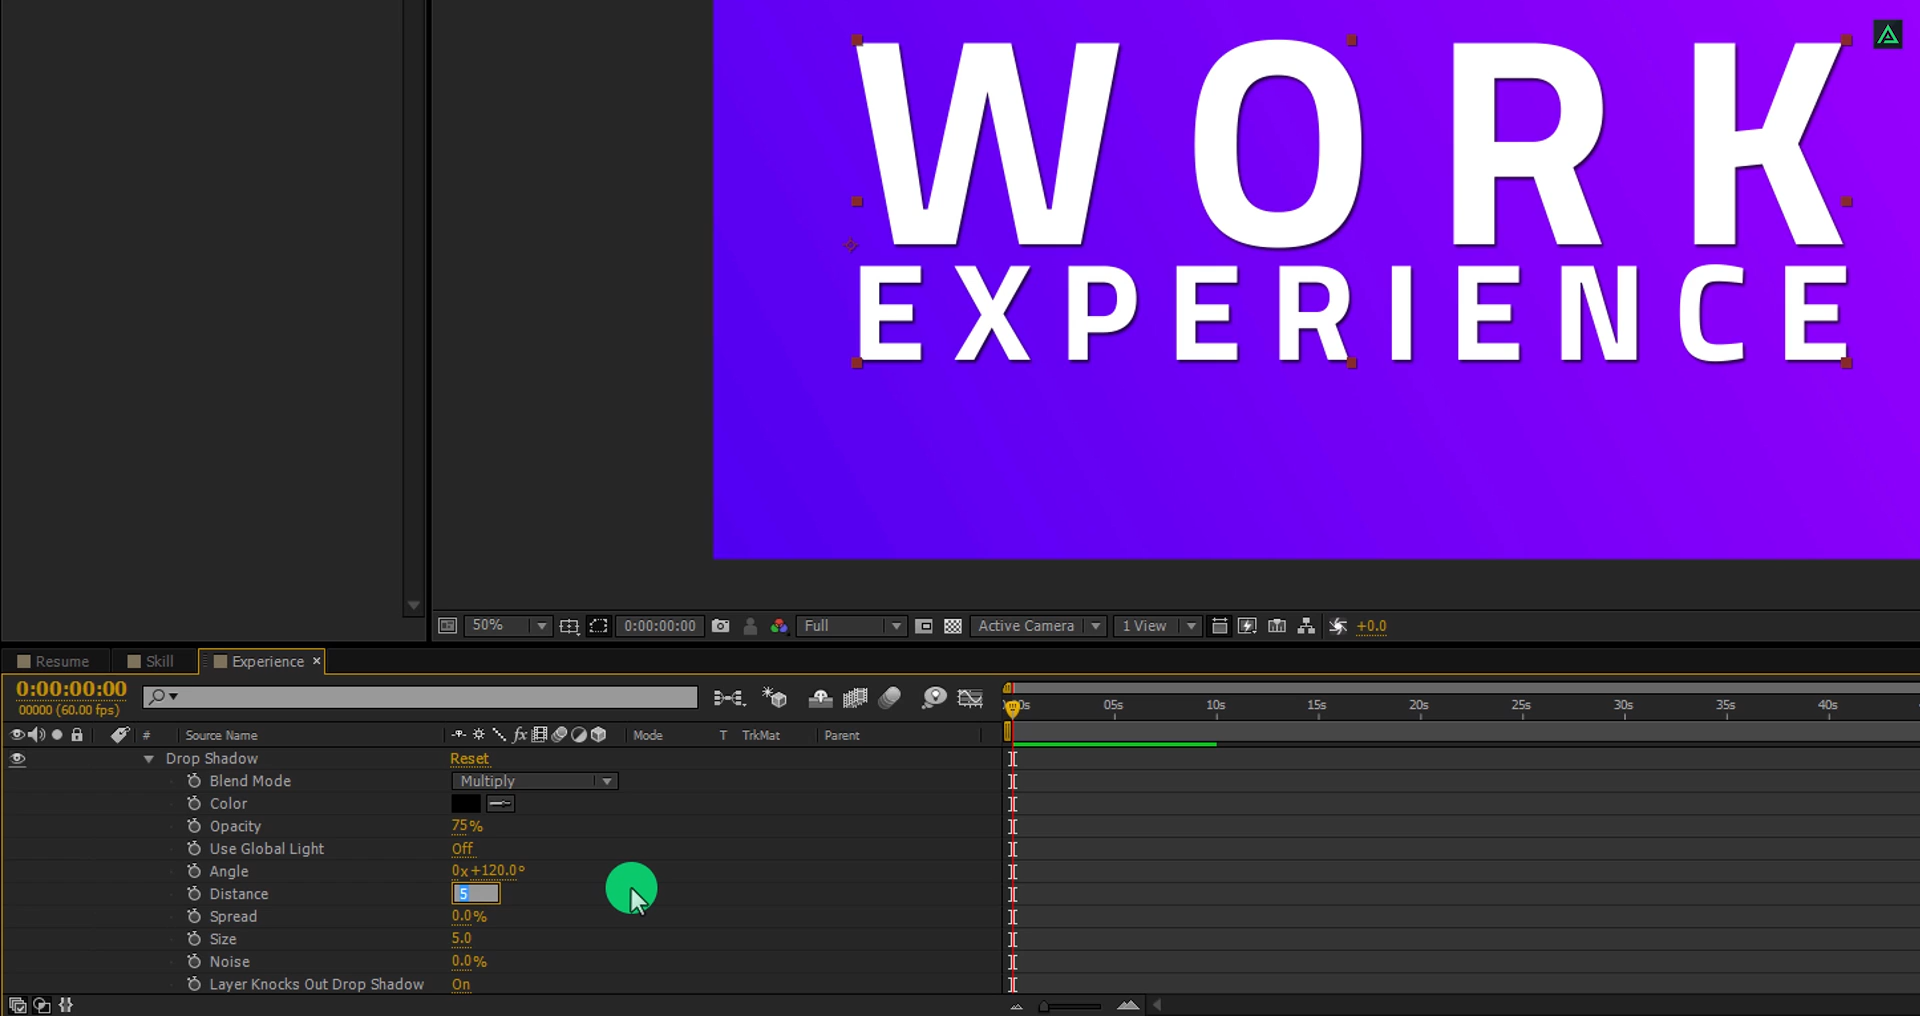 WORK
EXPERIENCE
50%
0:00:00:00
Full
Active Camera
1 View
+0.0
Resume
Skill
Experience ×
0:00:00:00
00000 (60.00 fps)
0s 05s 10s 15s 20s 25s 30s 35s 40s
# Source Name fx Mode T TrkMat Parent
Drop Shadow Reset
Blend Mode Multiply
Color
Opacity 75%
Use Global Light Off
Angle 0x+120.0°
Distance 5
Spread 0.0%
Size 5.0
Noise 0.0%
Layer Knocks Out Drop Shadow On